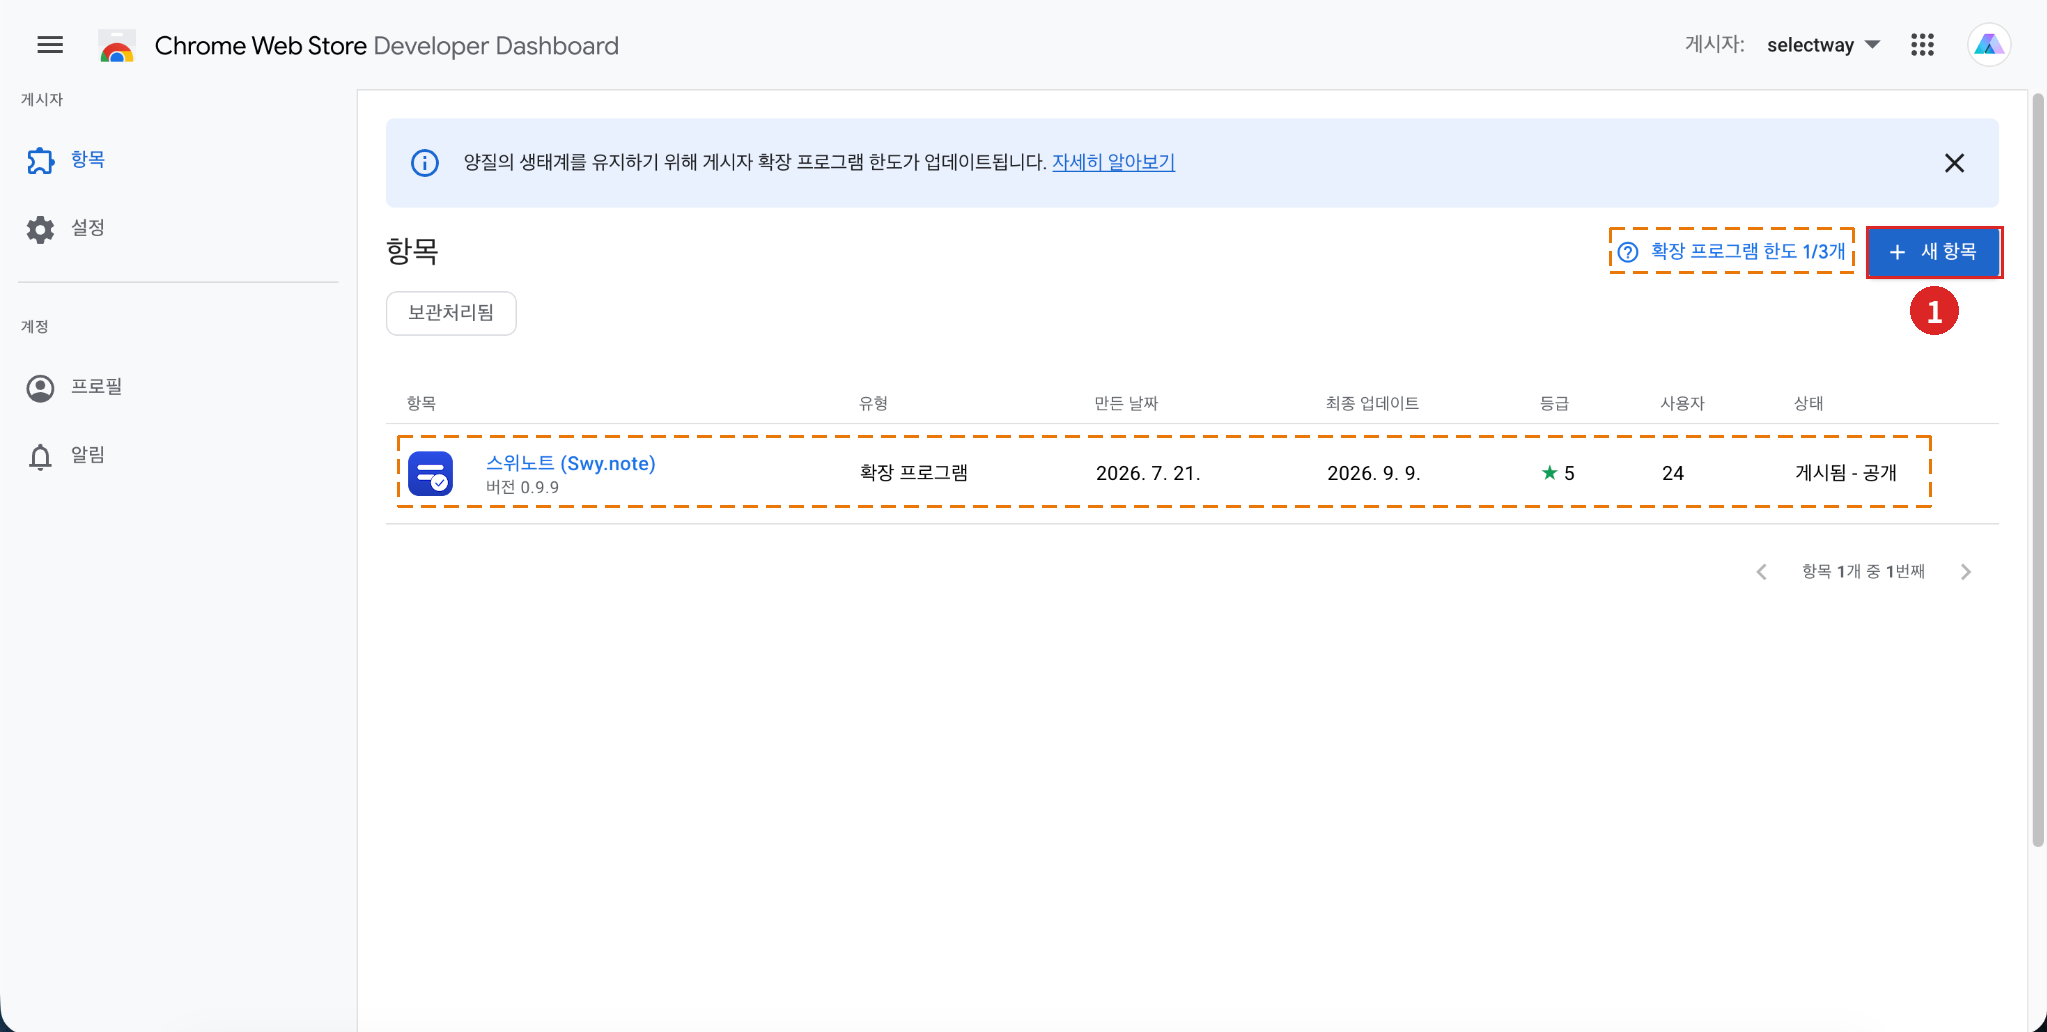 Chrome Web Store Developer Dashboard
게시자: selectway
게시자
항목
설정
계정
프로필
알림
양질의 생태계를 유지하기 위해 게시자 확장 프로그램 한도가 업데이트됩니다. 자세히 알아보기
항목
확장 프로그램 한도 1/3개
+ 새 항목
1
보관처리됨
항목 유형 만든 날짜 최종 업데이트 등급 사용자 상태
스위노트 (Swy.note)
버전 0.9.9
확장 프로그램 2026. 7. 21. 2026. 9. 9. ★ 5 24 게시됨 - 공개
항목 1개 중 1번째